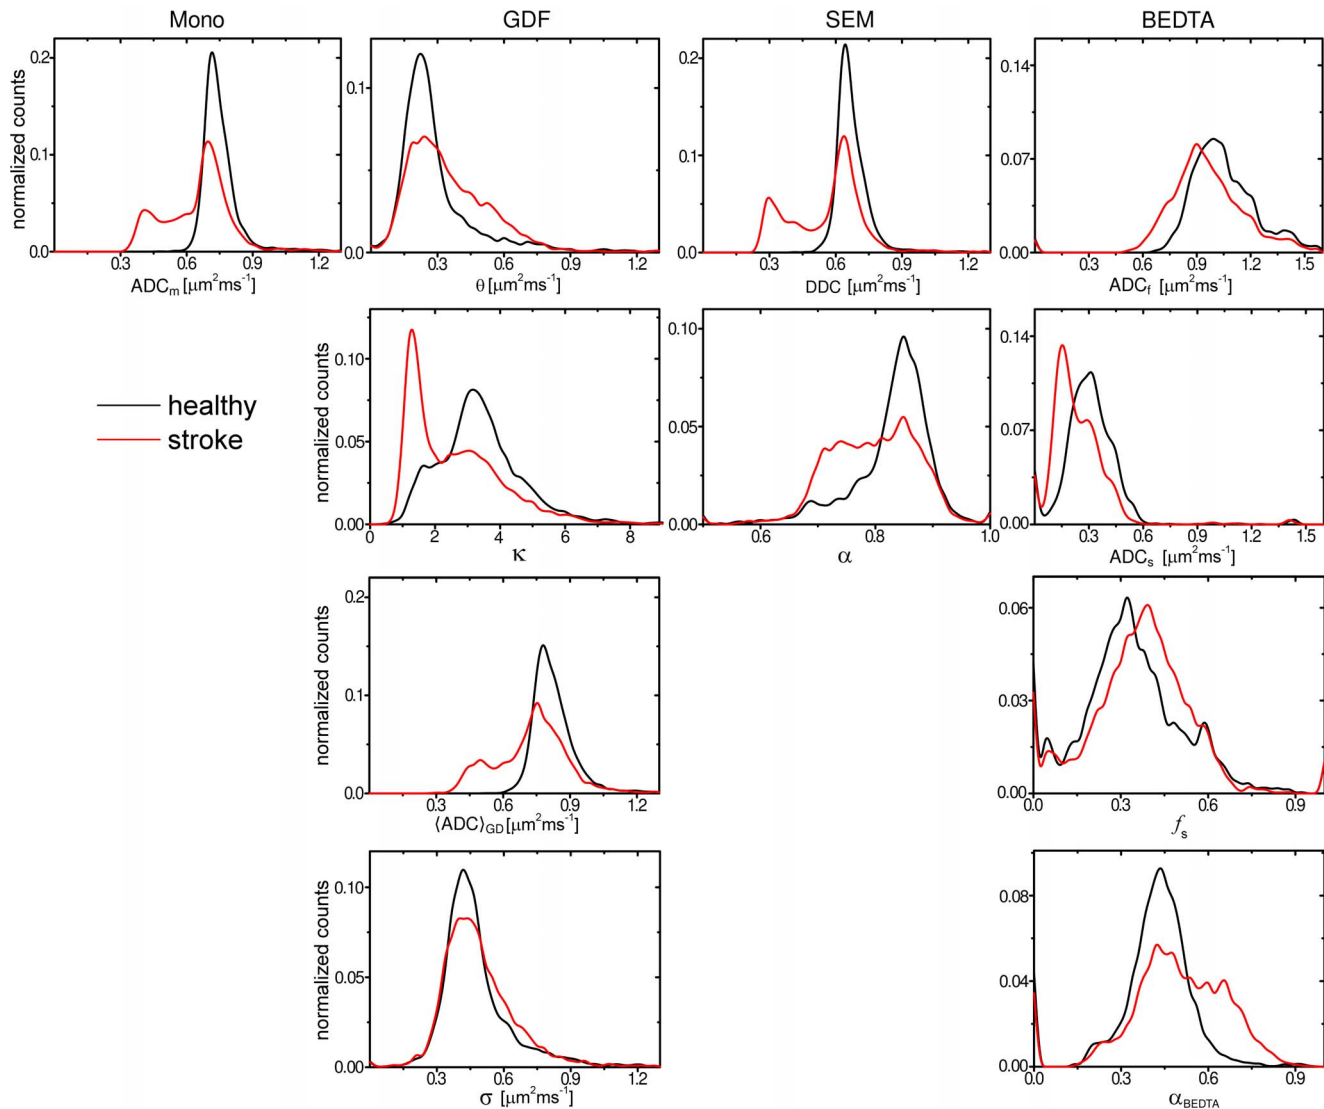 Mono GDF SEM BEDTA
normalized counts
0.2
0.1
0.0
0.3 0.6 0.9 1.2
ADCm [μm²ms⁻¹]
0.1
0.0
0.3 0.6 0.9 1.2
θ [μm²ms⁻¹]
0.2
0.1
0.0
0.3 0.6 0.9 1.2
DDC [μm²ms⁻¹]
0.14
0.07
0.00
0.3 0.6 0.9 1.2 1.5
ADCf [μm²ms⁻¹]
healthy
stroke
normalized counts
0.10
0.05
0.00
0 2 4 6 8
κ
0.10
0.05
0.00
0.6 0.8 1.0
α
0.14
0.07
0.00
0.3 0.6 0.9 1.2 1.5
ADCs [μm²ms⁻¹]
normalized counts
0.2
0.1
0.0
0.3 0.6 0.9 1.2
⟨ADC⟩GD [μm²ms⁻¹]
0.06
0.03
0.00
0.0 0.3 0.6 0.9
fs
normalized counts
0.10
0.05
0.00
0.3 0.6 0.9 1.2
σ [μm²ms⁻¹]
0.08
0.04
0.00
0.0 0.3 0.6 0.9
αBEDTA